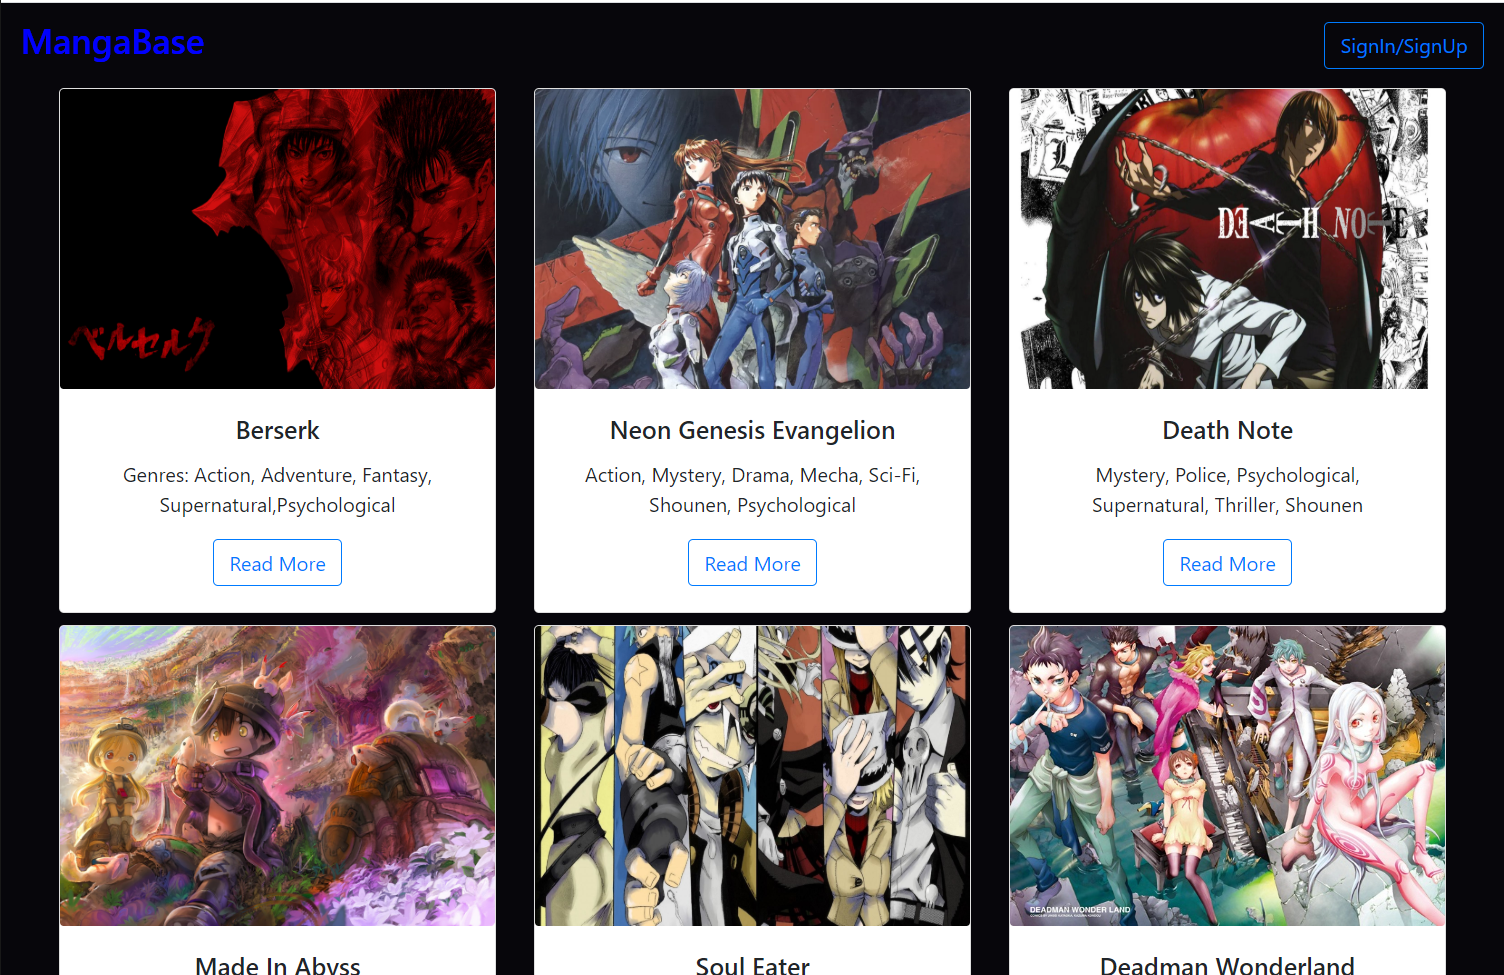 MangaBase
SignIn/SignUp
ベルセルク
L
DEATH NOTE
Berserk
Neon Genesis Evangelion
Death Note
Genres: Action, Adventure, Fantasy,
Supernatural,Psychological
Action, Mystery, Drama, Mecha, Sci-Fi,
Shounen, Psychological
Mystery, Police, Psychological,
Supernatural, Thriller, Shounen
Read More
Read More
Read More
DEADMAN WONDER LAND
Made In Abyss
Soul Eater
Deadman Wonderland